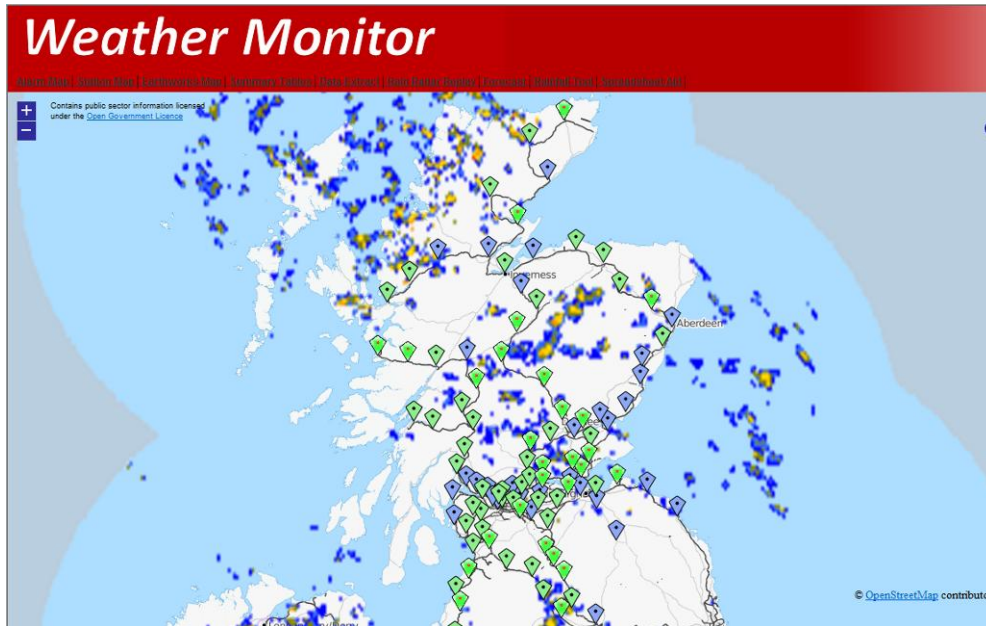 Weather Monitor
Alarm Map| Station Map| Earthworks Map| Summary Tables| Data Extract| Rain Radar Replay| Forecast| Rainfall Tool| Spreadsheet API|
+
−
Contains public sector information licensed
under the Open Government Licence
Inverness
Aberdeen
© OpenStreetMap contributo